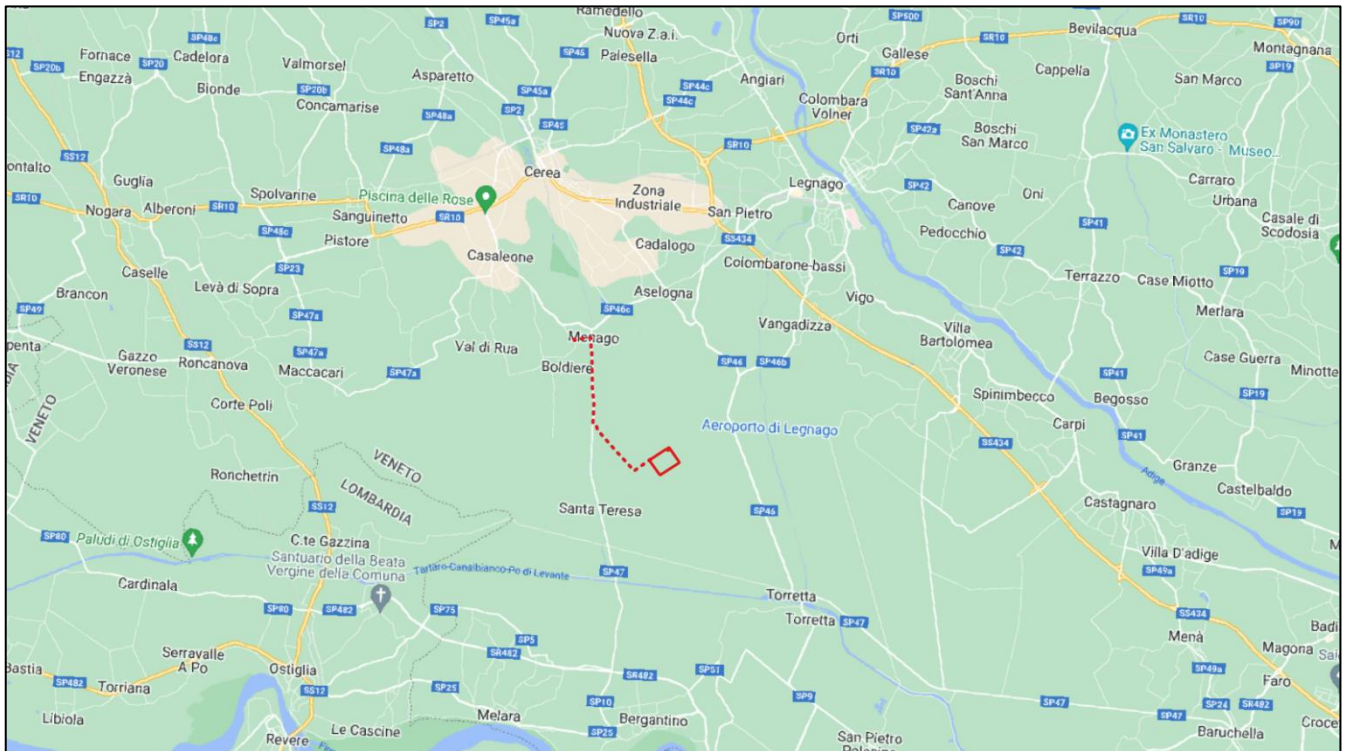 Ramedello
SP90
SP48c
SP2
SP45a
SR10
SP500
Nuova Z.a.i.
Bevilacqua
SS12
Fornace
Cadelora
Orti
SR10
Montagnana
SP20b
SP20
Valmorsel
SP45
Paiesella
Gallese
SR10
Engazzà
Asparetto
Angiari
Cappella
San Marco
SP19
Bionde
SP20b
SP45a
SP44c
Boschi
Sant'Anna
Concamarise
SP2
SP44c
Colombara
Volner
SP48a
SP45
SP42a
Boschi
San Marco
Ex Monastero
San Salvaro - Museo...
SP48a
SR10
SS12
Cerea
ontalto
Guglia
Spolvarine
Piscina delle Rose
Zona
Industriale
Legnago
SP42
Oni
Carraro
SR10
Nogara
Alberoni
SR10
Sanguinetto
SR10
San Pietro
Canove
Urbana
Casale di
Scodosia
SP48c
Pistore
Cadalogo
SS434
Pedocchio
SP42
SP41
Casaleone
Colombarone-bassi
Caselle
SP23
Terrazzo
Case Miotto
SP19
Brancon
Levà di Sopra
Aselogna
Vigo
SP49
SP47a
SP46c
Vangadizza
Villa
Bartolomea
Merlara
penta
Gazzo
Veronese
SS12
Roncanova
SP47a
Maccacari
SP47a
Val di Rua
Menago
Boldiere
SP46
SP46b
Case Guerra
Minotte
SP41
SP19
Corte Poli
Spinimbecco
Begosso
VENETO
Aeroporto di Legnago
Carpi
SP41
SS434
Ronchetrin
VENETO
LOMBARDIA
Granze
Adige
Castelbaldo
SS12
Santa Teresa
SP46
Castagnaro
SP19
SP80
Paludi di Ostiglia
C.te Gazzina
Santuario della Beata
Vergine della Comuna
Tartaro-Canalbianco-Po di Levante
Villa D'adige
SP49a
Cardinala
SP47
Torretta
SP80
SP482
SP75
Torretta
SP47
SS434
SP5
Menà
Badi
Serravalle
A Po
SR482
Magona
Bastia
Ostiglia
SR482
SP51
SP49a
Faro
SP482
Torriana
SS12
SP25
SP10
SP9
SP47
SP47
SP24
SR482
Libiola
Le Cascine
Melara
SP25
Bergantino
Baruchella
Croce
Revere
San Pietro